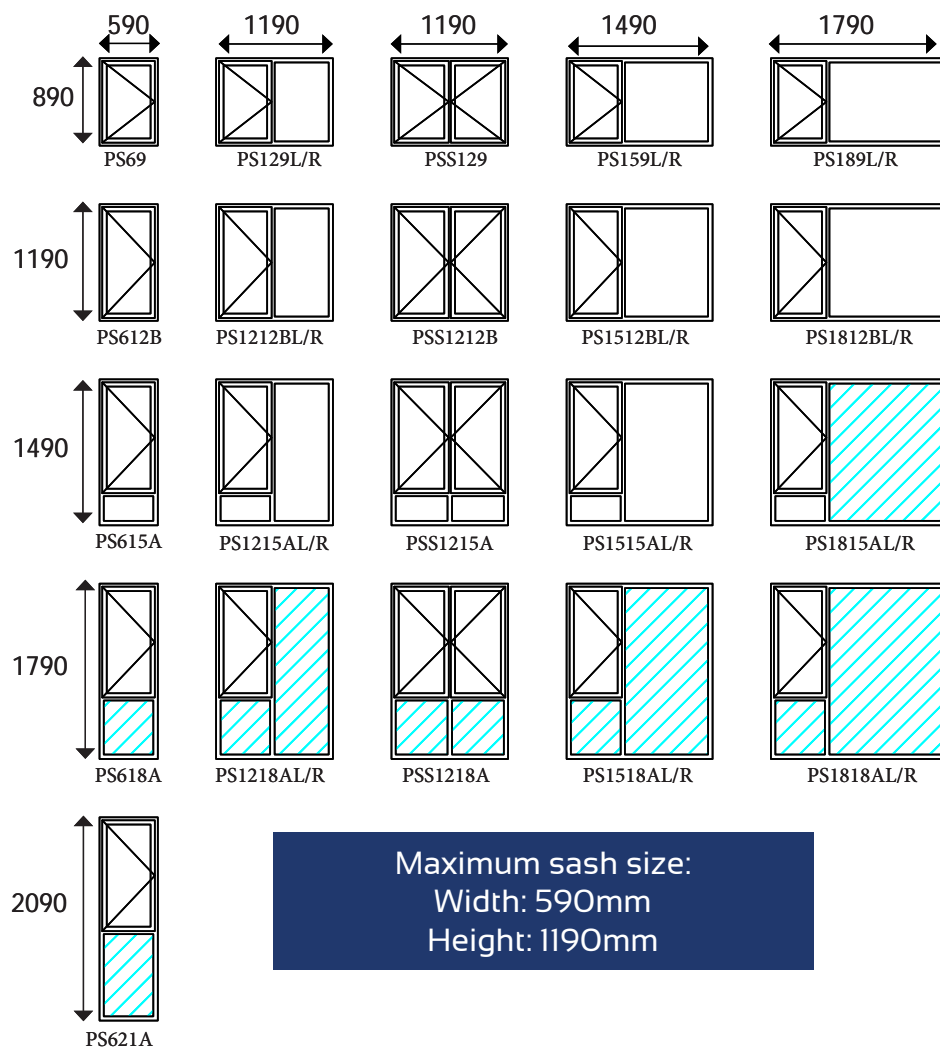 590 1190 1190 1490 1790
890
PS69 PS129L/R PSS129 PS159L/R PS189L/R
1190
PS612B PS1212BL/R PSS1212B PS1512BL/R PS1812BL/R
1490
PS615A PS1215AL/R PSS1215A PS1515AL/R PS1815AL/R
1790
PS618A PS1218AL/R PSS1218A PS1518AL/R PS1818AL/R
2090
PS621A
Maximum sash size:
Width: 590mm
Height: 1190mm